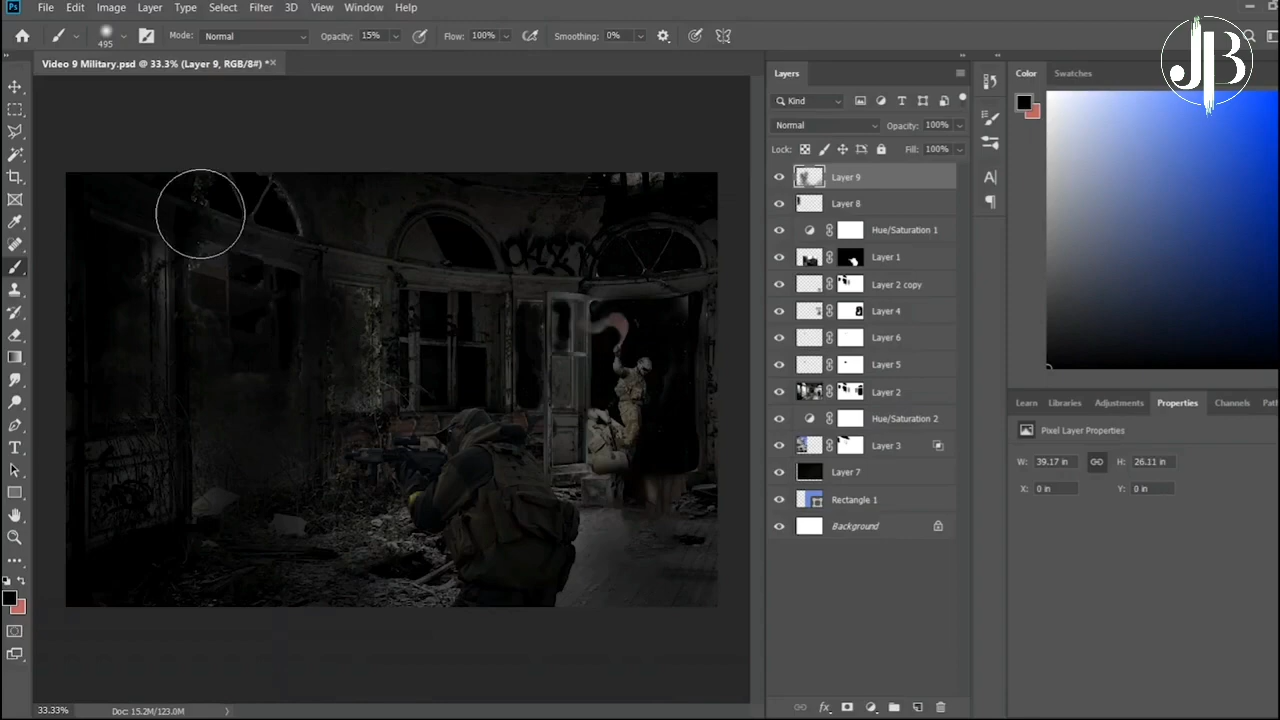 Ps File Edit Image Layer Type Select Filter 3D View Window Help
495 Mode: Normal Opacity: 15% Flow: 100% Smoothing: 0%
JB
Video 9 Military.psd @ 33.3% (Layer 9, RGB/8#) *
Layers
Color Swatches
Kind
Normal Opacity: 100%
Lock: Fill: 100%
Layer 9
Layer 8
Hue/Saturation 1
Layer 1
Layer 2 copy
Layer 4
Layer 6
Layer 5
Layer 2
Hue/Saturation 2
Layer 3
Layer 7
Rectangle 1
Background
Learn Libraries Adjustments Properties Channels Pat
Pixel Layer Properties
W: 39.17 in H: 26.11 in
X: 0 in Y: 0 in
33.33% Doc: 15.2M/123.0M